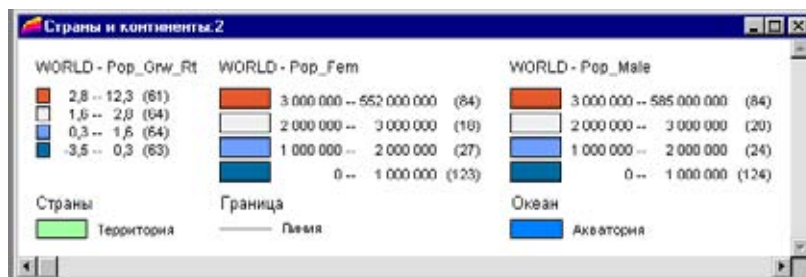 Страны и континенты:2
WORLD - Pop_Grw_Rt WORLD - Pop_Fem WORLD - Pop_Male
2,8 -- 12,3 (61) 3 000 000 -- 552 000 000 (84) 3 000 000 -- 585 000 000 (84)
1,6 -- 2,8 (64) 2 000 000 -- 3 000 000 (18) 2 000 000 -- 3 000 000 (20)
0,3 -- 1,6 (64) 1 000 000 -- 2 000 000 (27) 1 000 000 -- 2 000 000 (24)
-3,5 -- 0,3 (63) 0 -- 1 000 000 (123) 0 -- 1 000 000 (124)
Страны Граница Океан
Территория Линия Акватория